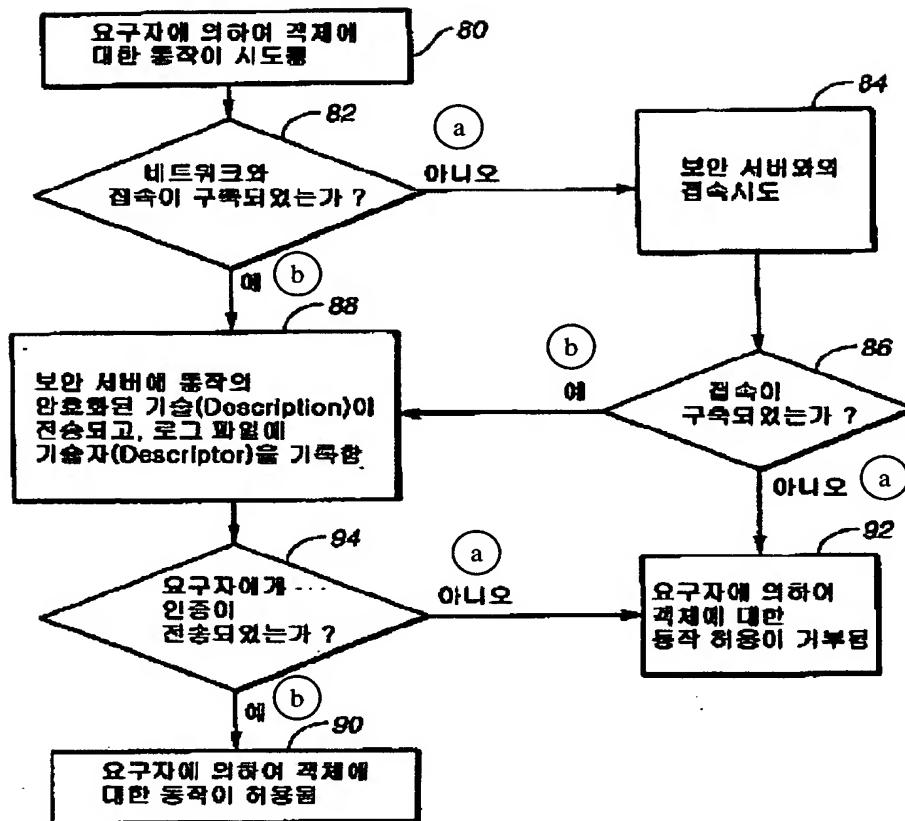 요구자에 의하여 객체에
대한 동작이 시도됨
80
82
네트워크와
접속이 구축되었는가 ?
a
아니오
84
보안 서버와의
접속시도
예 b
88
보안 서버에 동작의
암호화된 기술(Description)이
전송되고, 로그 파일에
기술자(Descriptor)을 기록함
b
예
86
접속이
구축되었는가 ?
아니오 a
94
요구자에게
인증이
전송되었는가 ?
a
아니오
92
요구자에 의하여
객체에 대한
동작 허용이 거부됨
예 b
90
요구자에 의하여 객체에
대한 동작이 허용됨